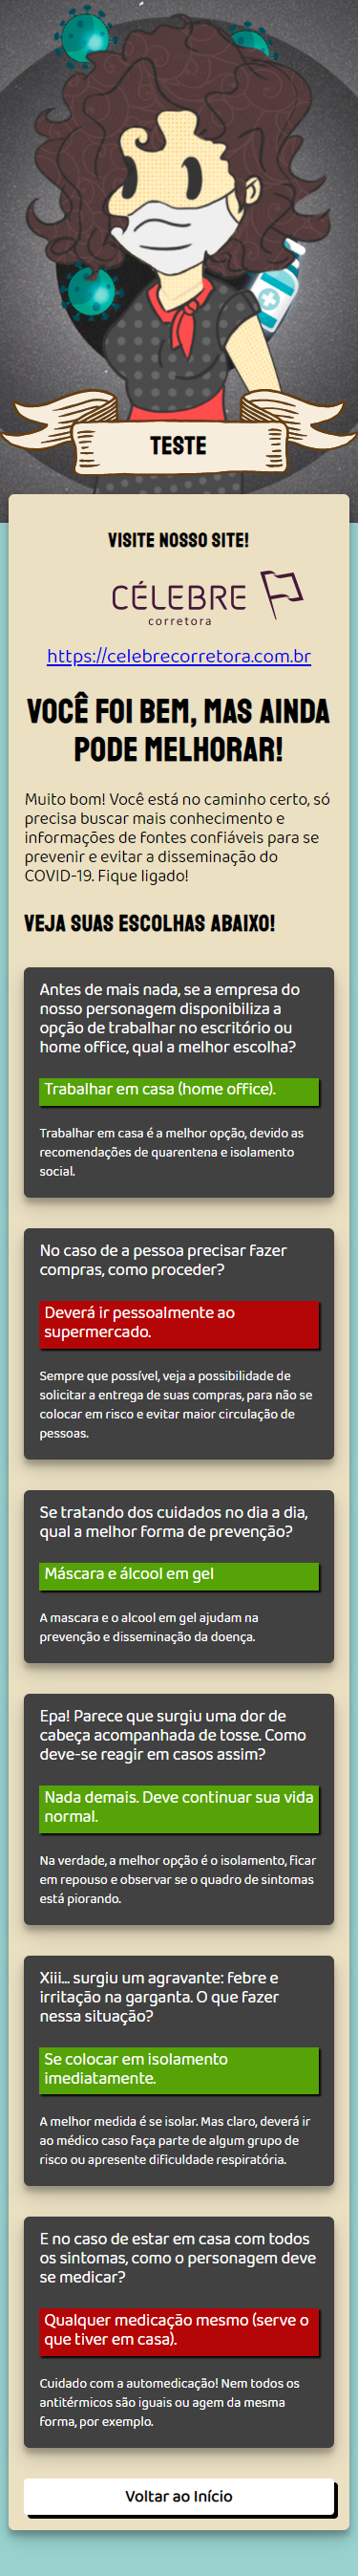 TESTE
VISITE NOSSO SITE!
CÉLEBRE
corretora
https://celebrecorretora.com.br
VOCÊ FOI BEM, MAS AINDA
PODE MELHORAR!
Muito bom! Você está no caminho certo, só
precisa buscar mais conhecimento e
informações de fontes confiáveis para se
prevenir e evitar a disseminação do
COVID-19. Fique ligado!
VEJA SUAS ESCOLHAS ABAIXO!
Antes de mais nada, se a empresa do
nosso personagem disponibiliza a
opção de trabalhar no escritório ou
home office, qual a melhor escolha?
Trabalhar em casa (home office).
Trabalhar em casa é a melhor opção, devido as
recomendações de quarentena e isolamento
social.
No caso de a pessoa precisar fazer
compras, como proceder?
Deverá ir pessoalmente ao
supermercado.
Sempre que possível, veja a possibilidade de
solicitar a entrega de suas compras, para não se
colocar em risco e evitar maior circulação de
pessoas.
Se tratando dos cuidados no dia a dia,
qual a melhor forma de prevenção?
Máscara e álcool em gel
A mascara e o alcool em gel ajudam na
prevenção e disseminação da doença.
Epa! Parece que surgiu uma dor de
cabeça acompanhada de tosse. Como
deve-se reagir em casos assim?
Nada demais. Deve continuar sua vida
normal.
Na verdade, a melhor opção é o isolamento, ficar
em repouso e observar se o quadro de sintomas
está piorando.
Xiii... surgiu um agravante: febre e
irritação na garganta. O que fazer
nessa situação?
Se colocar em isolamento
imediatamente.
A melhor medida é se isolar. Mas claro, deverá ir
ao médico caso faça parte de algum grupo de
risco ou apresente dificuldade respiratória.
E no caso de estar em casa com todos
os sintomas, como o personagem deve
se medicar?
Qualquer medicação mesmo (serve o
que tiver em casa).
Cuidado com a automedicação! Nem todos os
antitérmicos são iguais ou agem da mesma
forma, por exemplo.
Voltar ao Início